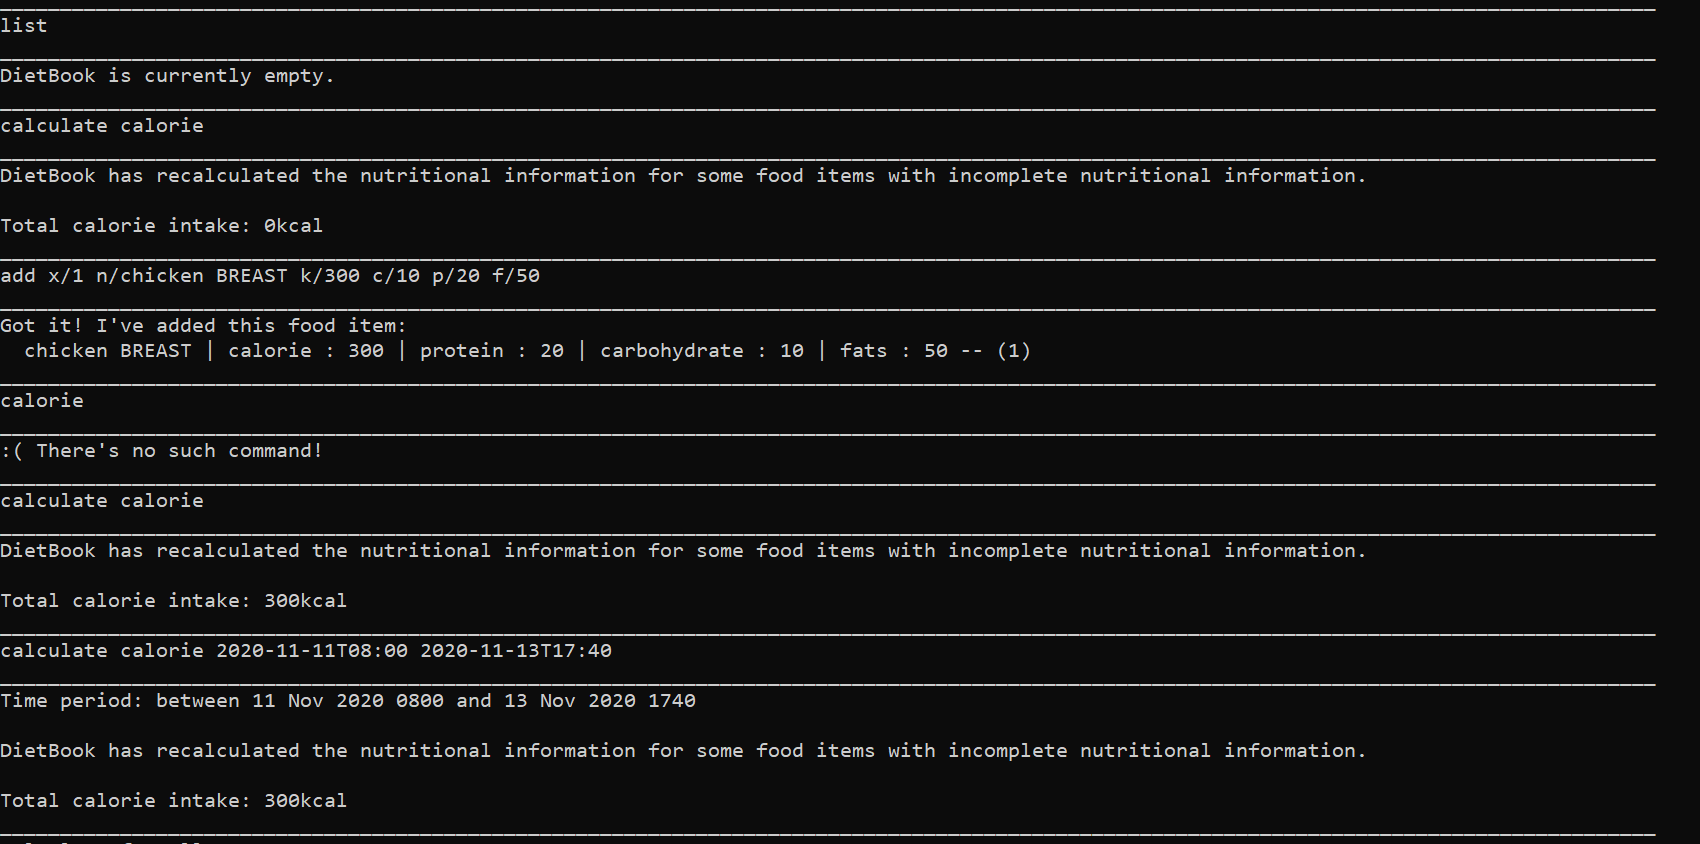 list
DietBook is currently empty.
calculate calorie
DietBook has recalculated the nutritional information for some food items with incomplete nutritional information.
Total calorie intake: 0kcal
add x/1 n/chicken BREAST k/300 c/10 p/20 f/50
Got it! I've added this food item:
chicken BREAST | calorie : 300 | protein : 20 | carbohydrate : 10 | fats : 50 -- (1)
calorie
:( There's no such command!
calculate calorie
DietBook has recalculated the nutritional information for some food items with incomplete nutritional information.
Total calorie intake: 300kcal
calculate calorie 2020-11-11T08:00 2020-11-13T17:40
Time period: between 11 Nov 2020 0800 and 13 Nov 2020 1740
DietBook has recalculated the nutritional information for some food items with incomplete nutritional information.
Total calorie intake: 300kcal